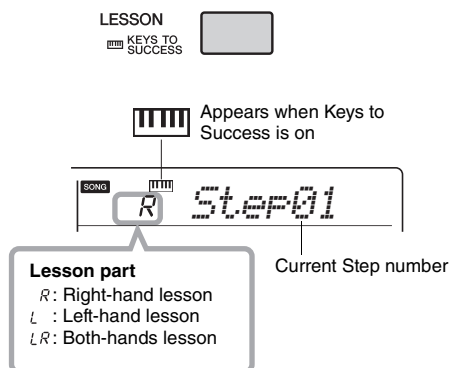 LESSON
KEYS TO
SUCCESS
Appears when Keys to
Success is on
SONG
R Step01
Lesson part
Current Step number
R: Right-hand lesson
L : Left-hand lesson
LR: Both-hands lesson